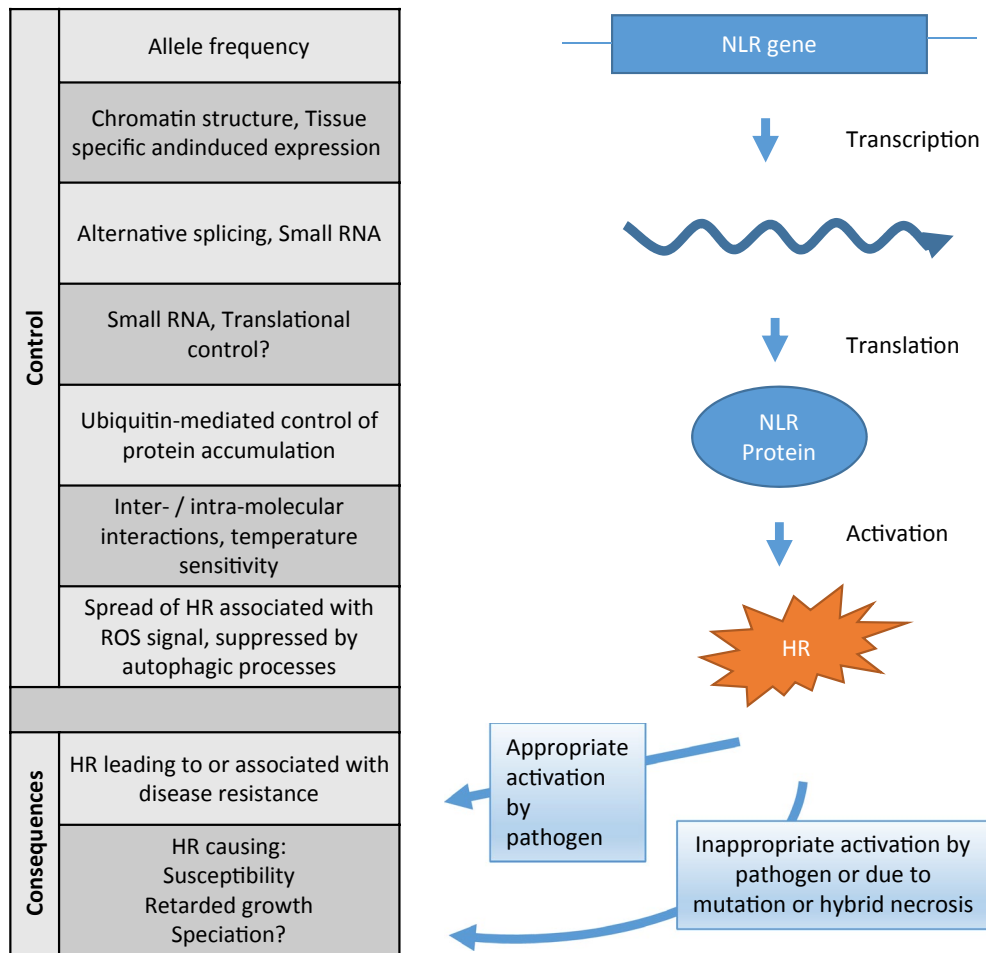 Control
Allele frequency
Chromatin structure, Tissue
specific andinduced expression
Alternative splicing, Small RNA
Small RNA, Translational
control?
Ubiquitin-mediated control of
protein accumulation
Inter- / intra-molecular
interactions, temperature
sensitivity
Spread of HR associated with
ROS signal, suppressed by
autophagic processes
Consequences
HR leading to or associated with
disease resistance
HR causing:
Susceptibility
Retarded growth
Speciation?
NLR gene
Transcription
Translation
NLR
Protein
Activation
HR
Appropriate
activation
by
pathogen
Inappropriate activation by
pathogen or due to
mutation or hybrid necrosis